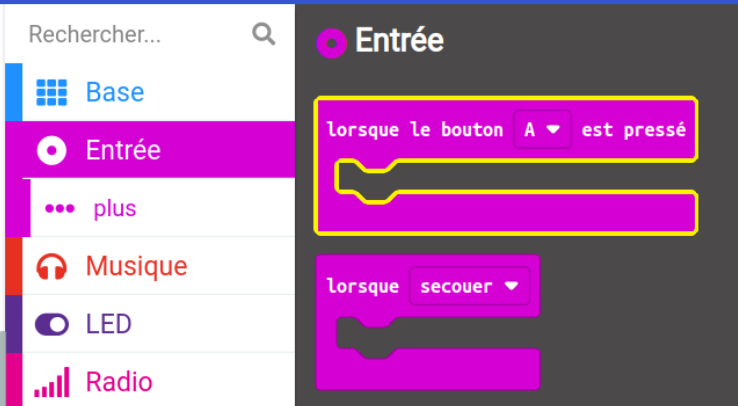 Rechercher...
Base
Entrée
plus
Musique
LED
Radio
Entrée
lorsque le bouton A est pressé
lorsque secouer